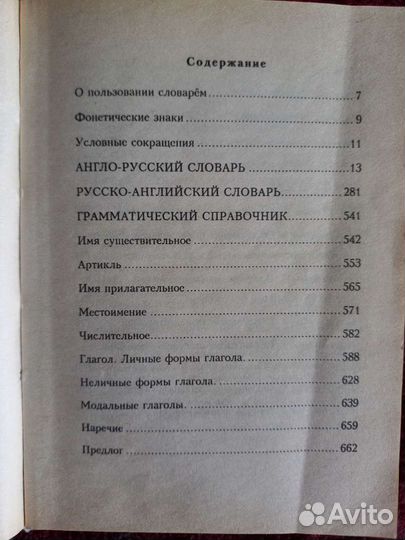 Содержание
О пользовании словарём 7
Фонетические знаки 9
Условные сокращения 11
АНГЛО-РУССКИЙ СЛОВАРЬ 13
РУССКО-АНГЛИЙСКИЙ СЛОВАРЬ 281
ГРАММАТИЧЕСКИЙ СПРАВОЧНИК 541
Имя существительное 542
Артикль 553
Имя прилагательное 565
Местоимение 571
Числительное 582
Глагол. Личные формы глагола. 588
Неличные формы глагола. 628
Модальные глаголы. 639
Наречие 659
Предлог 662
Avito